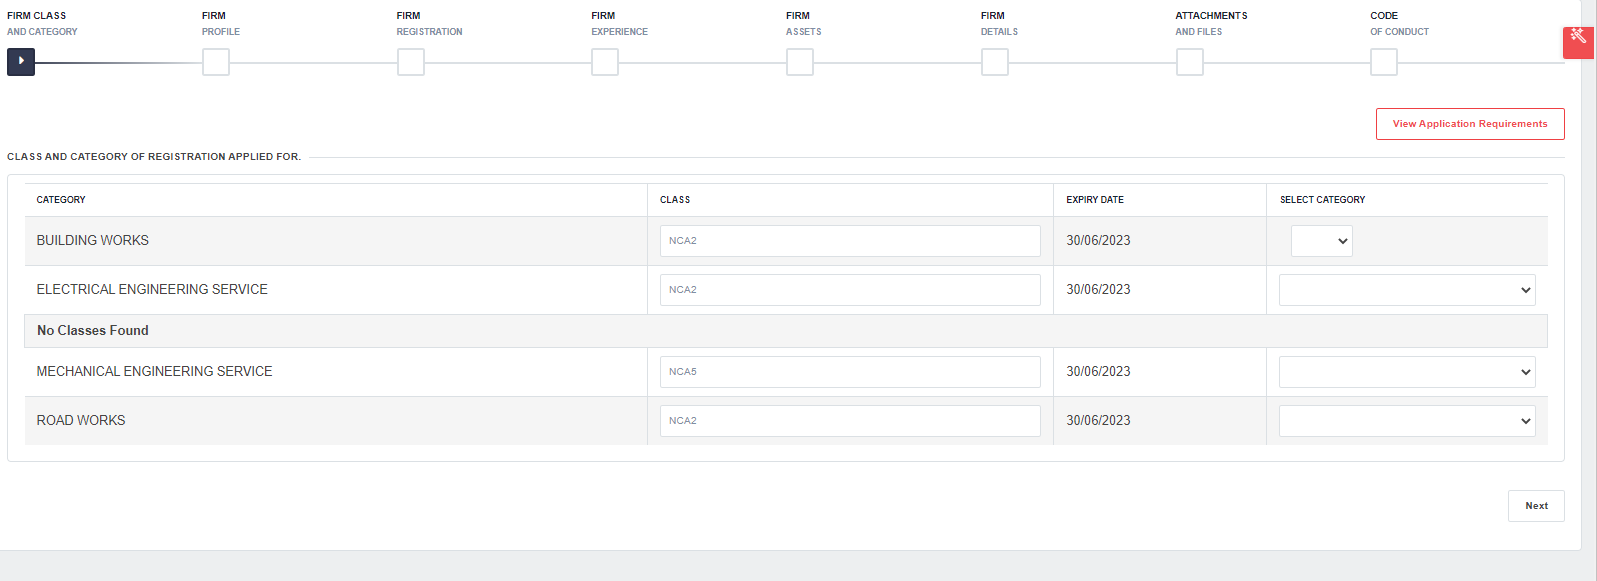 FIRM CLASS
AND CATEGORY
FIRM
PROFILE
FIRM
REGISTRATION
FIRM
EXPERIENCE
FIRM
ASSETS
FIRM
DETAILS
ATTACHMENTS
AND FILES
CODE
OF CONDUCT
View Application Requirements
CLASS AND CATEGORY OF REGISTRATION APPLIED FOR.
CATEGORY CLASS EXPIRY DATE SELECT CATEGORY
BUILDING WORKS NCA2 30/06/2023
ELECTRICAL ENGINEERING SERVICE NCA2 30/06/2023
No Classes Found
MECHANICAL ENGINEERING SERVICE NCA5 30/06/2023
ROAD WORKS NCA2 30/06/2023
Next